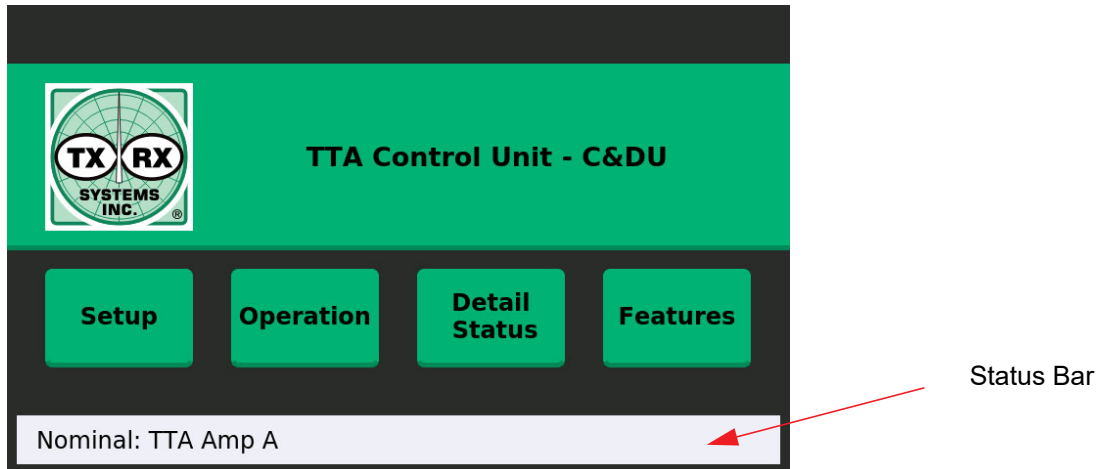 TX RX
SYSTEMS
INC. ®
TTA Control Unit - C&DU
Setup
Operation
Detail
Status
Features
Status Bar
Nominal: TTA Amp A